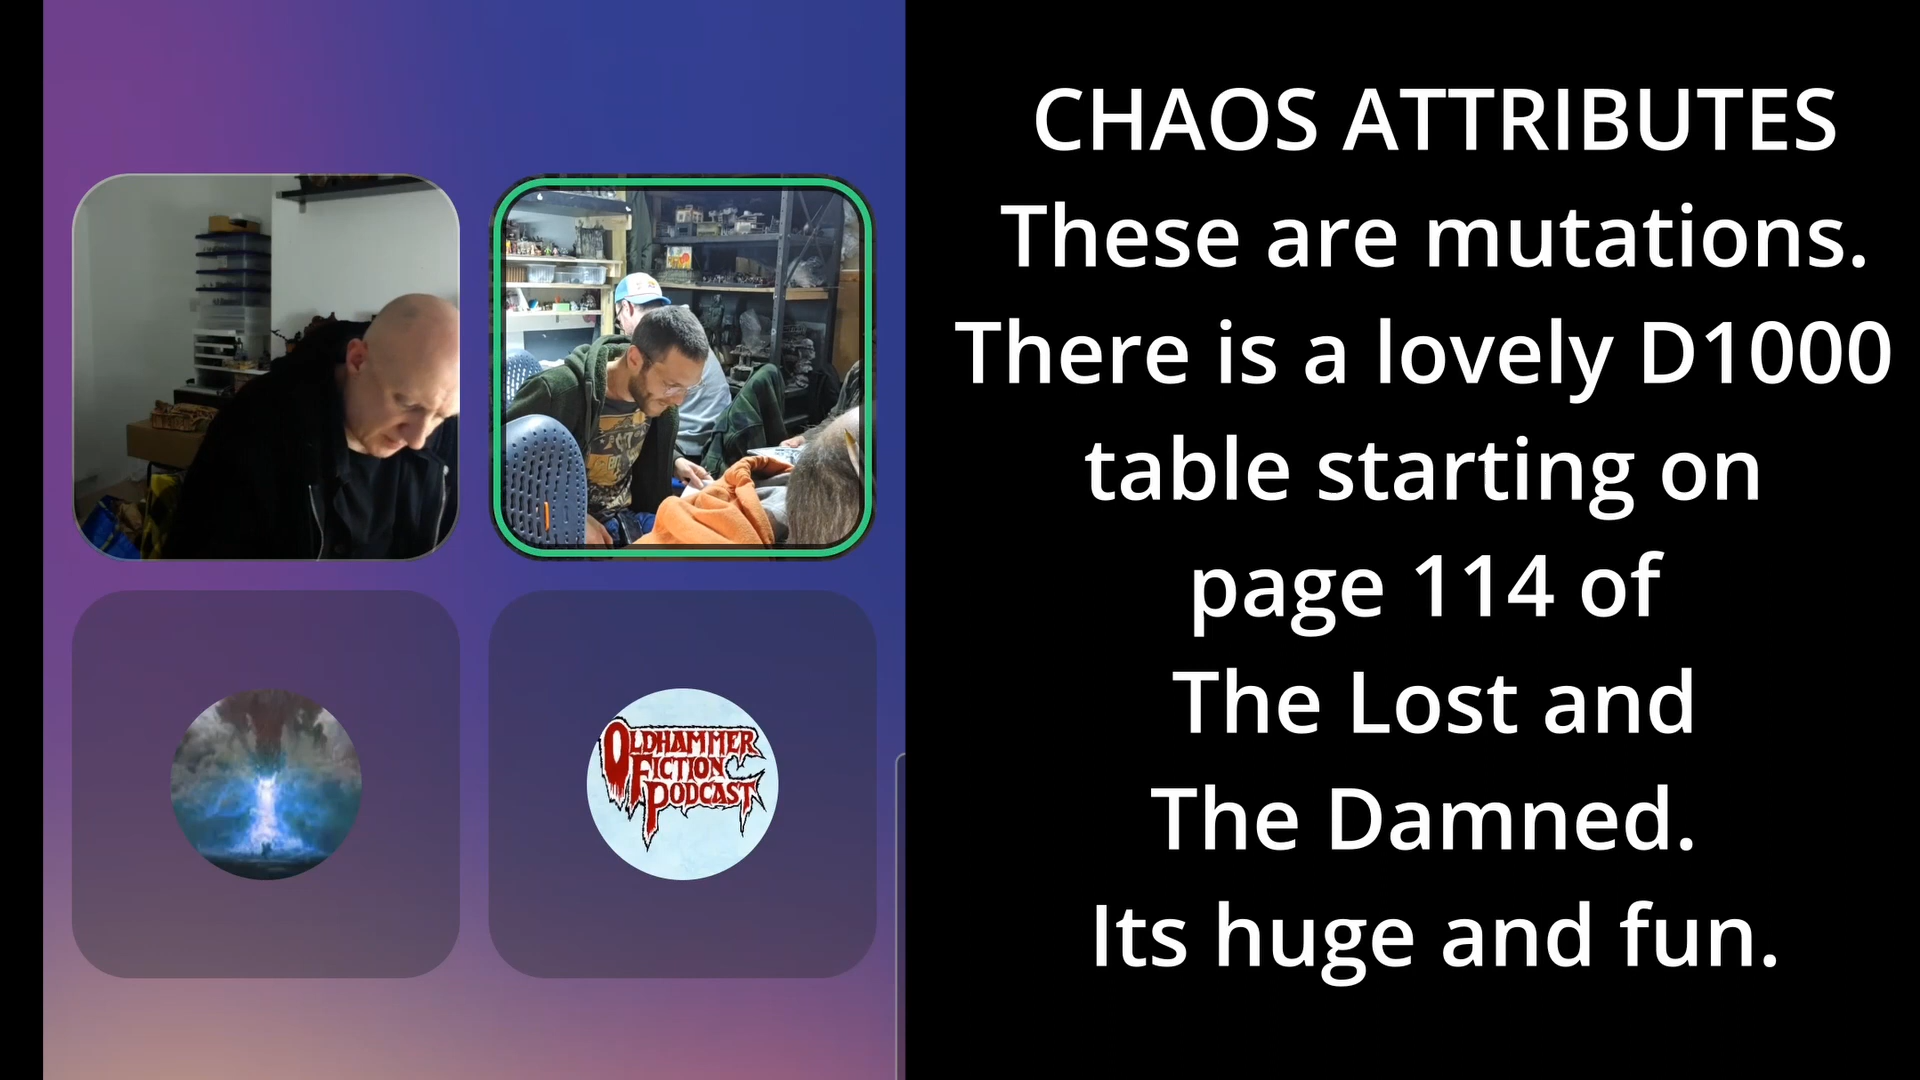 CHAOS ATTRIBUTES
These are mutations.
There is a lovely D1000
table starting on
page 114 of
The Lost and
The Damned.
Its huge and fun.
OLDHAMMER
FICTION
PODCAST